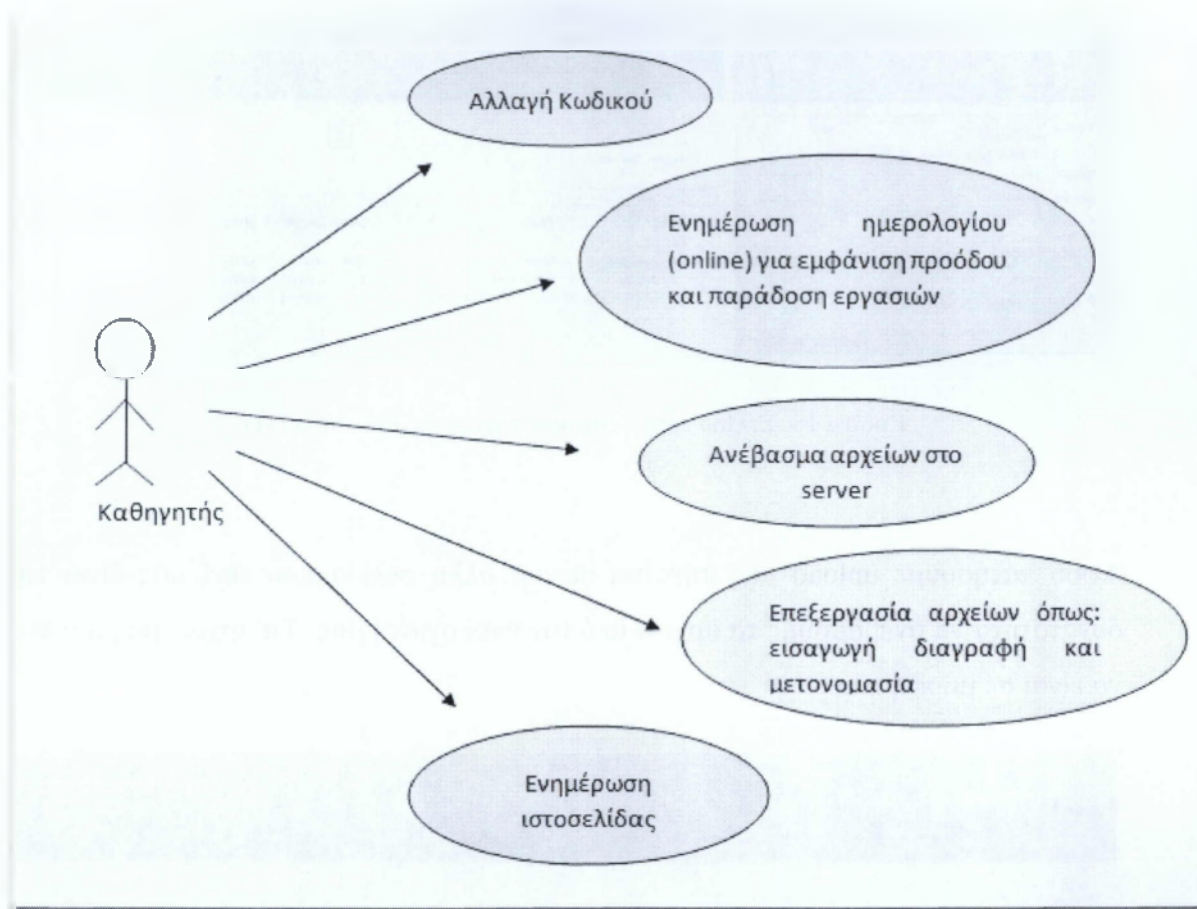 Αλλαγή Κωδικού
Ενημέρωση ημερολογίου
(online) για εμφάνιση προόδου
και παράδοση εργασιών
Ανέβασμα αρχείων στο
server
Καθηγητής
Επεξεργασία αρχείων όπως:
εισαγωγή διαγραφή και
μετονομασία
Ενημέρωση
ιστοσελίδας